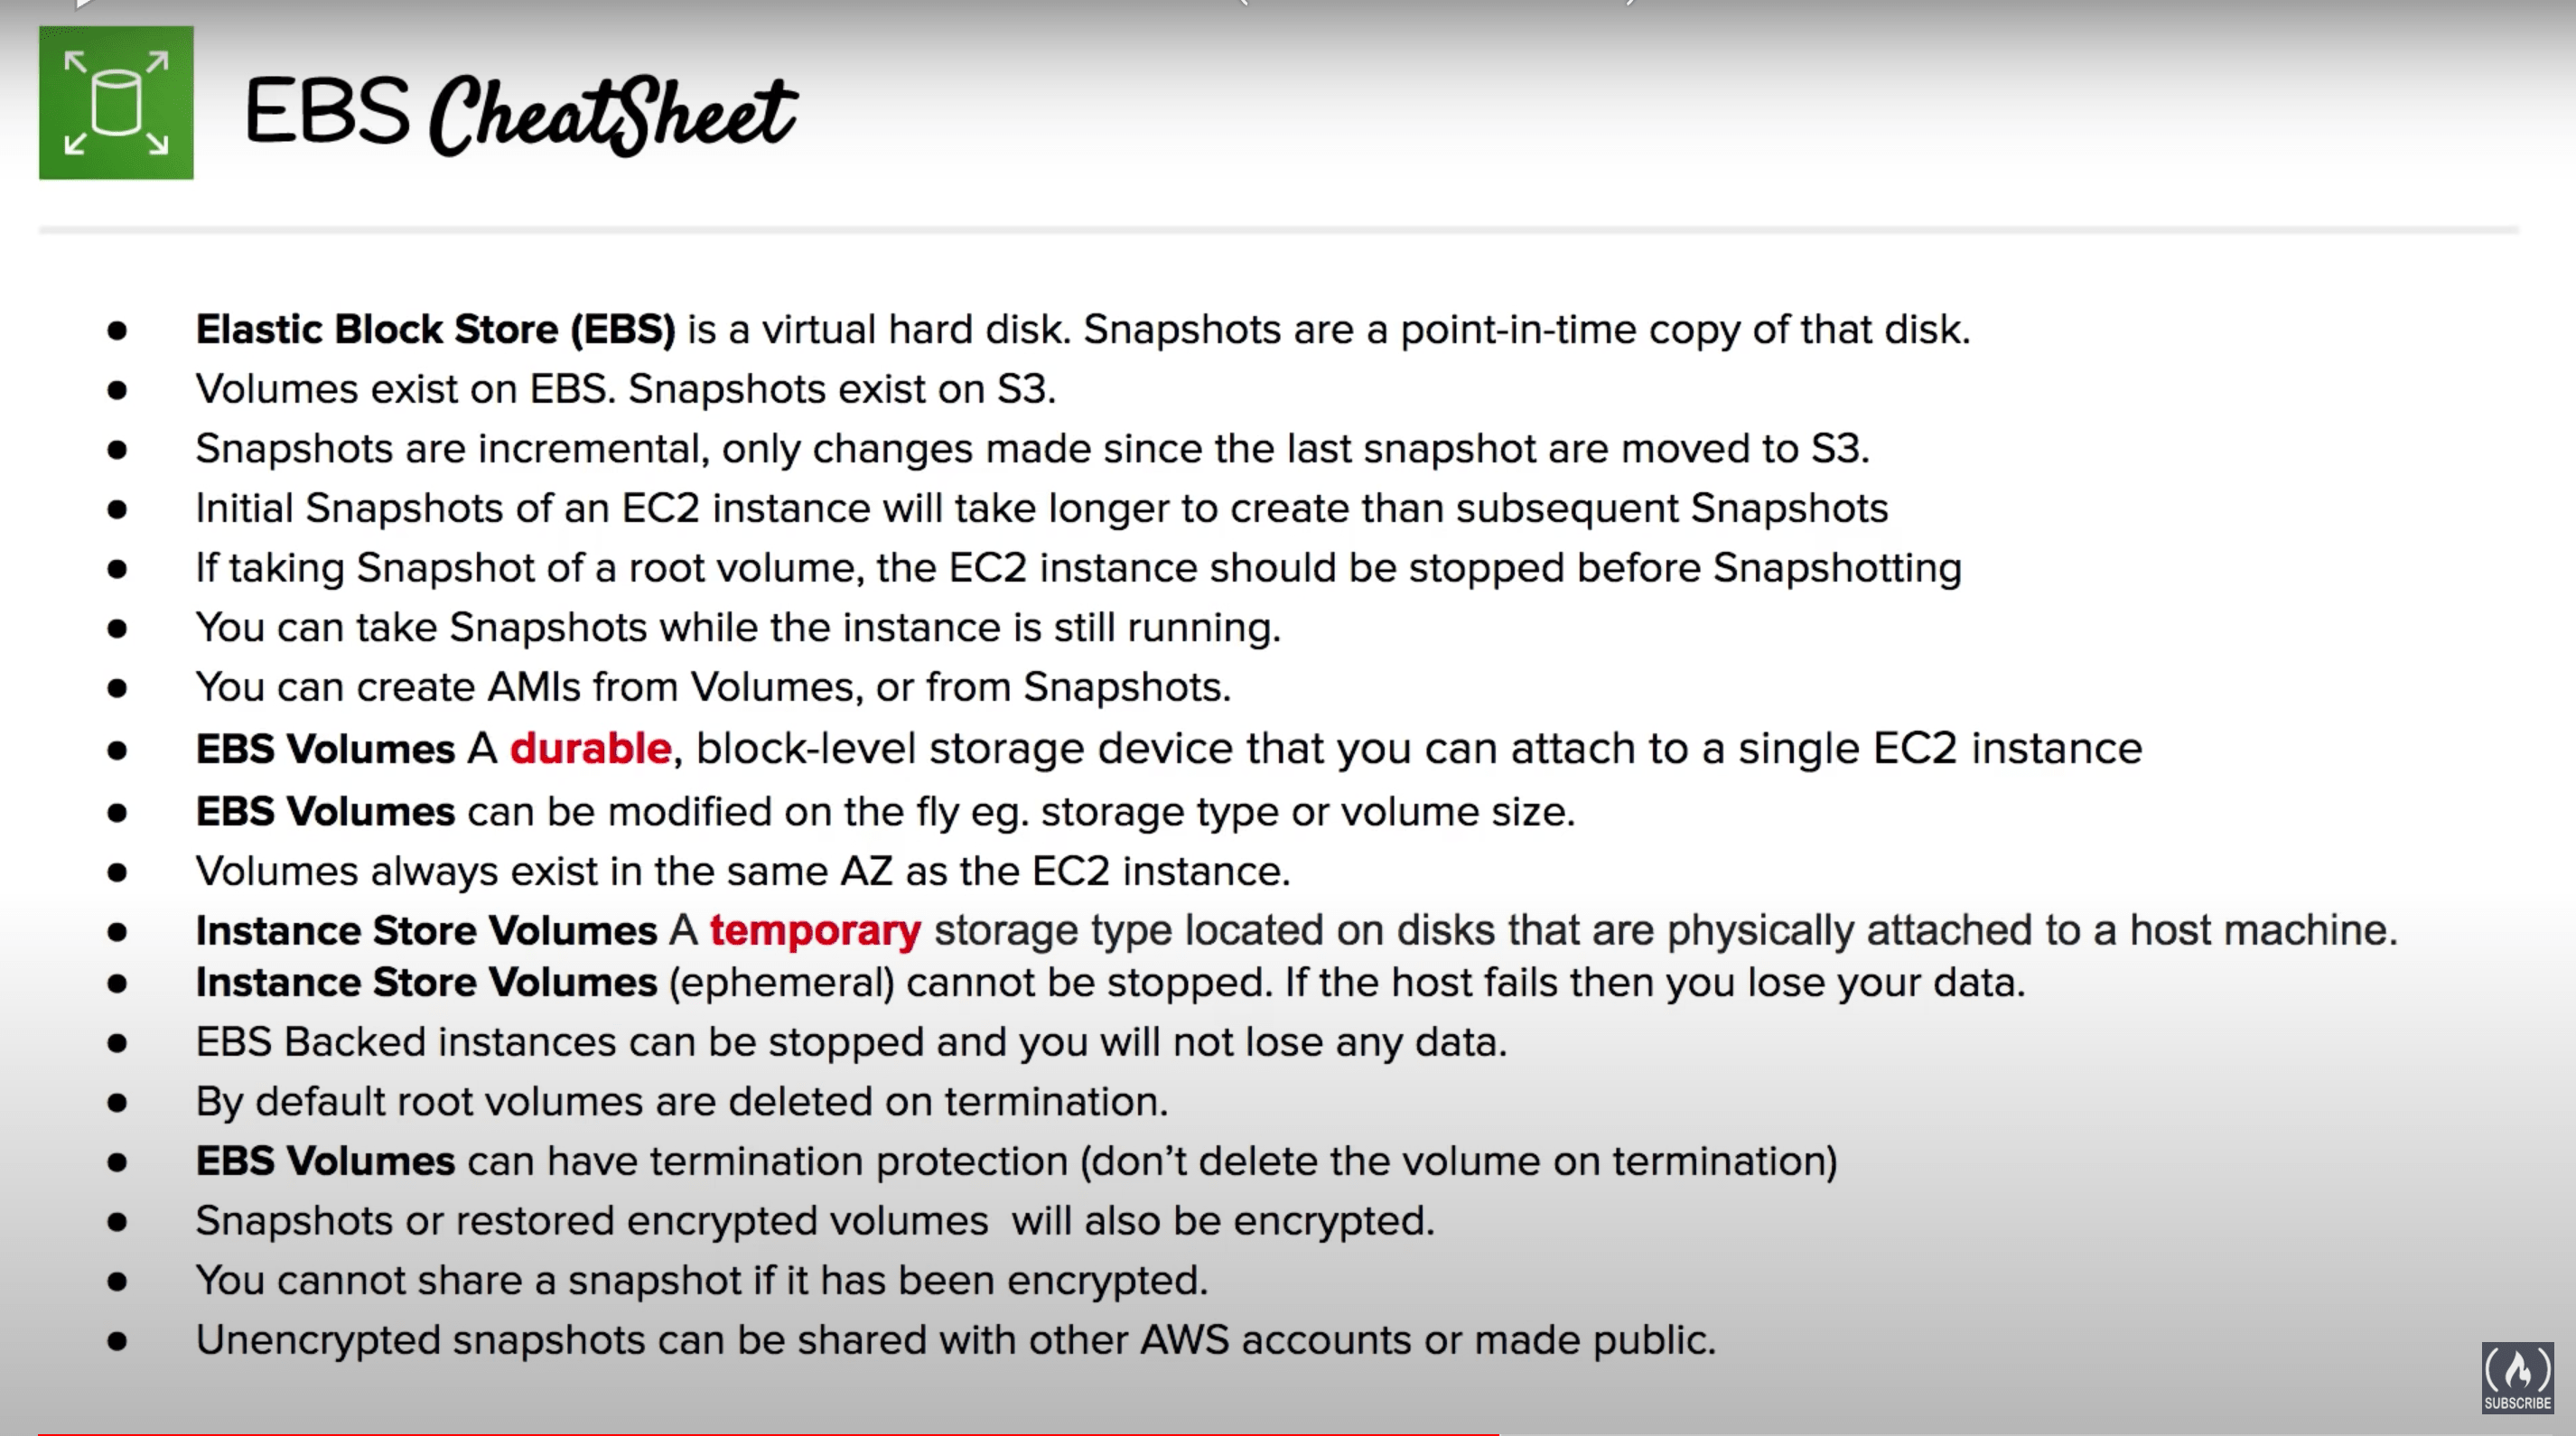 EBS CheatSheet
● Elastic Block Store (EBS) is a virtual hard disk. Snapshots are a point-in-time copy of that disk.
● Volumes exist on EBS. Snapshots exist on S3.
● Snapshots are incremental, only changes made since the last snapshot are moved to S3.
● Initial Snapshots of an EC2 instance will take longer to create than subsequent Snapshots
● If taking Snapshot of a root volume, the EC2 instance should be stopped before Snapshotting
● You can take Snapshots while the instance is still running.
● You can create AMIs from Volumes, or from Snapshots.
● EBS Volumes A durable, block-level storage device that you can attach to a single EC2 instance
● EBS Volumes can be modified on the fly eg. storage type or volume size.
● Volumes always exist in the same AZ as the EC2 instance.
● Instance Store Volumes A temporary storage type located on disks that are physically attached to a host machine.
● Instance Store Volumes (ephemeral) cannot be stopped. If the host fails then you lose your data.
● EBS Backed instances can be stopped and you will not lose any data.
● By default root volumes are deleted on termination.
● EBS Volumes can have termination protection (don’t delete the volume on termination)
● Snapshots or restored encrypted volumes  will also be encrypted.
● You cannot share a snapshot if it has been encrypted.
● Unencrypted snapshots can be shared with other AWS accounts or made public.
SUBSCRIBE